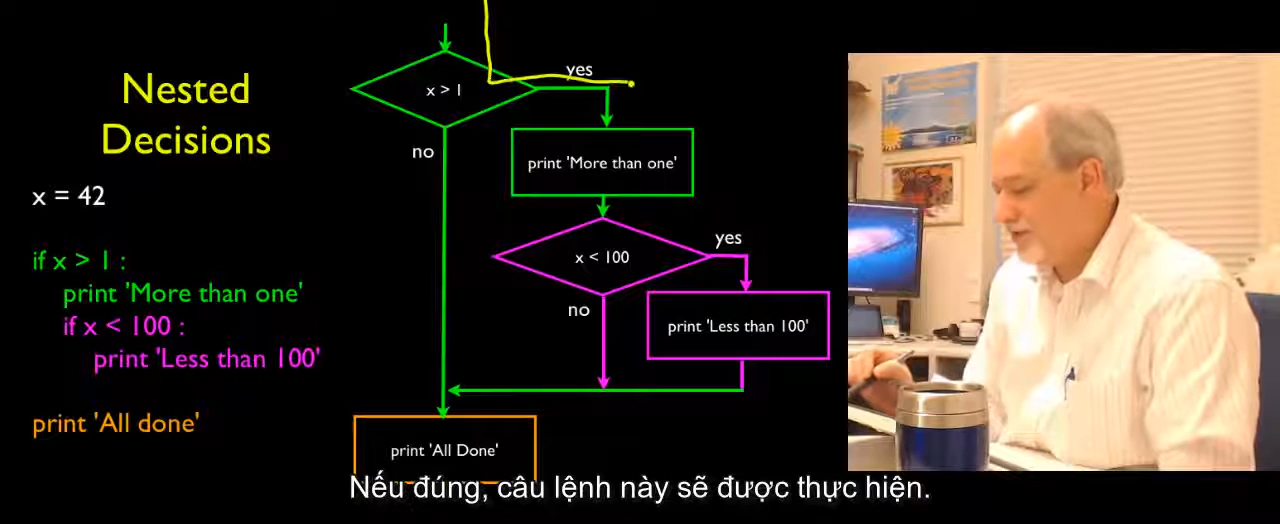 Nested
Decisions
x = 42
if x > 1 :
print 'More than one'
if x < 100 :
print 'Less than 100'
print 'All done'
x > 1
yes
no
print 'More than one'
x < 100
yes
no
print 'Less than 100'
print 'All Done'
Nếu đúng, câu lệnh này sẽ được thực hiện.